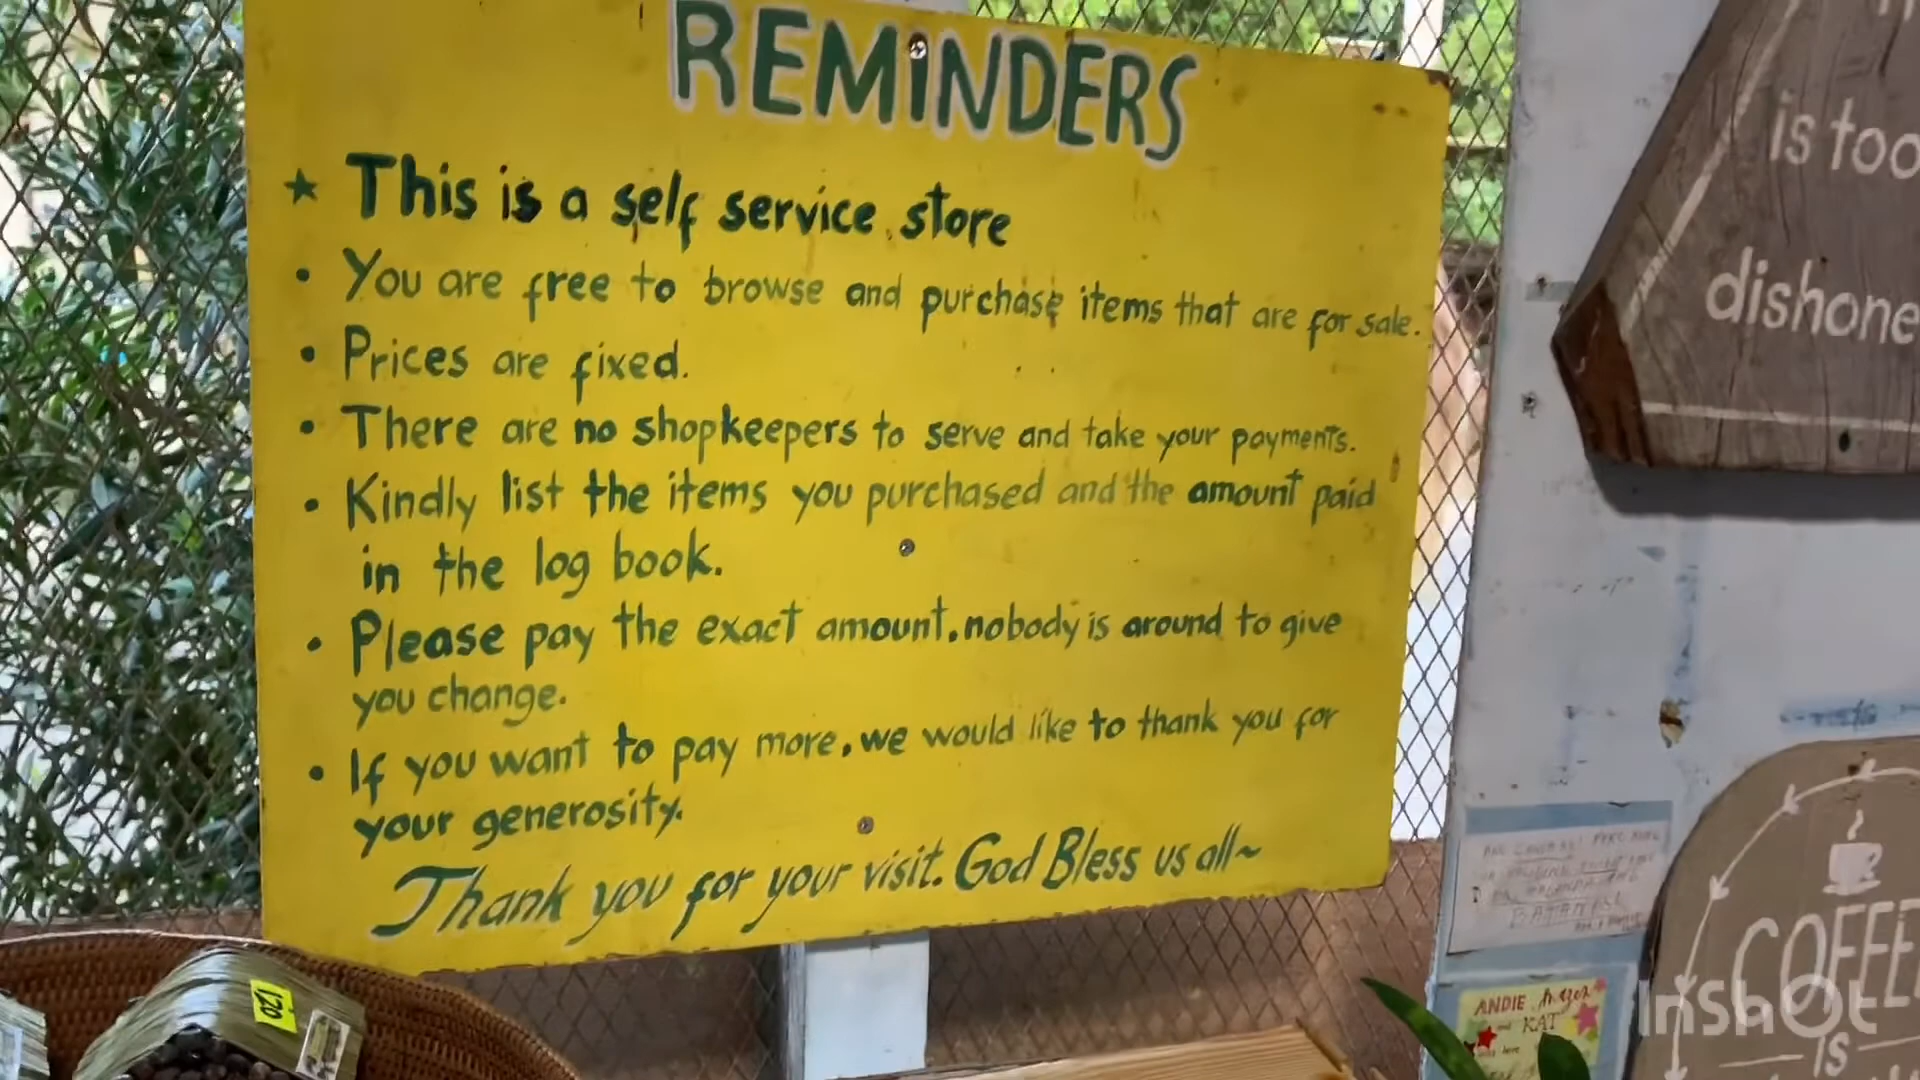 REMINDERS
★ This is a self service store
• You are free to browse and purchase items that are for sale.
• Prices are fixed.
• There are no shopkeepers to serve and take your payments.
• Kindly list the items you purchased and the amount paid
in the log book.
• Please pay the exact amount, nobody is around to give
you change.
• If you want to pay more, we would like to thank you for
your generosity.
Thank you for your visit. God Bless us all~
is too
dishone
COFFEE
is
ANDIE
KAT
120
InShOt